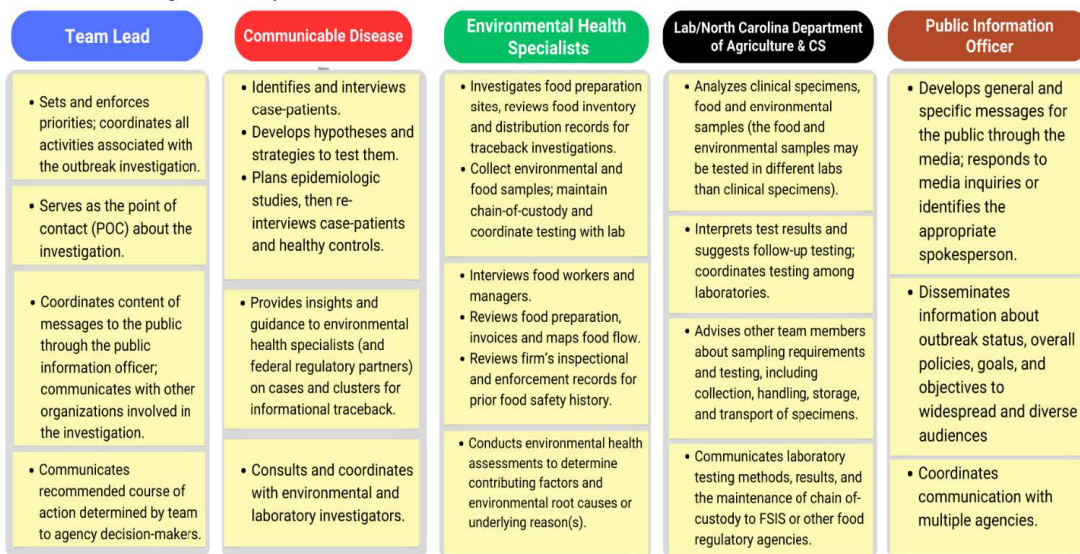 Team Lead
• Sets and enforces
priorities; coordinates all
activities associated with
the outbreak investigation.
• Serves as the point of
contact (POC) about the
investigation.
• Coordinates content of
messages to the public
through the public
information officer;
communicates with other
organizations involved in
the investigation.
• Communicates
recommended course of
action determined by team
to agency decision-makers.
Communicable Disease
• Identifies and interviews
case-patients.
• Develops hypotheses and
strategies to test them.
• Plans epidemiologic
studies, then re-
interviews case-patients
and healthy controls.
• Provides insights and
guidance to environmental
health specialists (and
federal regulatory partners)
on cases and clusters for
informational traceback.
• Consults and coordinates
with environmental and
laboratory investigators.
Environmental Health
Specialists
• Investigates food preparation
sites, reviews food inventory
and distribution records for
traceback investigations.
• Collect environmental and
food samples; maintain
chain-of-custody and
coordinate testing with lab
• Interviews food workers and
managers.
• Reviews food preparation,
invoices and maps food flow.
• Reviews firm's inspectional
and enforcement records for
prior food safety history.
• Conducts environmental health
assessments to determine
contributing factors and
environmental root causes or
underlying reason(s).
Lab/North Carolina Department
of Agriculture & CS
• Analyzes clinical specimens,
food and environmental
samples (the food and
environmental samples may
be tested in different labs
than clinical specimens).
• Interprets test results and
suggests follow-up testing;
coordinates testing among
laboratories.
• Advises other team members
about sampling requirements
and testing, including
collection, handling, storage,
and transport of specimens.
• Communicates laboratory
testing methods, results, and
the maintenance of chain of-
custody to FSIS or other food
regulatory agencies.
Public Information
Officer
• Develops general and
specific messages for
the public through the
media; responds to
media inquiries or
identifies the
appropriate
spokesperson.
• Disseminates
information about
outbreak status, overall
policies, goals, and
objectives to
widespread and diverse
audiences
• Coordinates
communication with
multiple agencies.